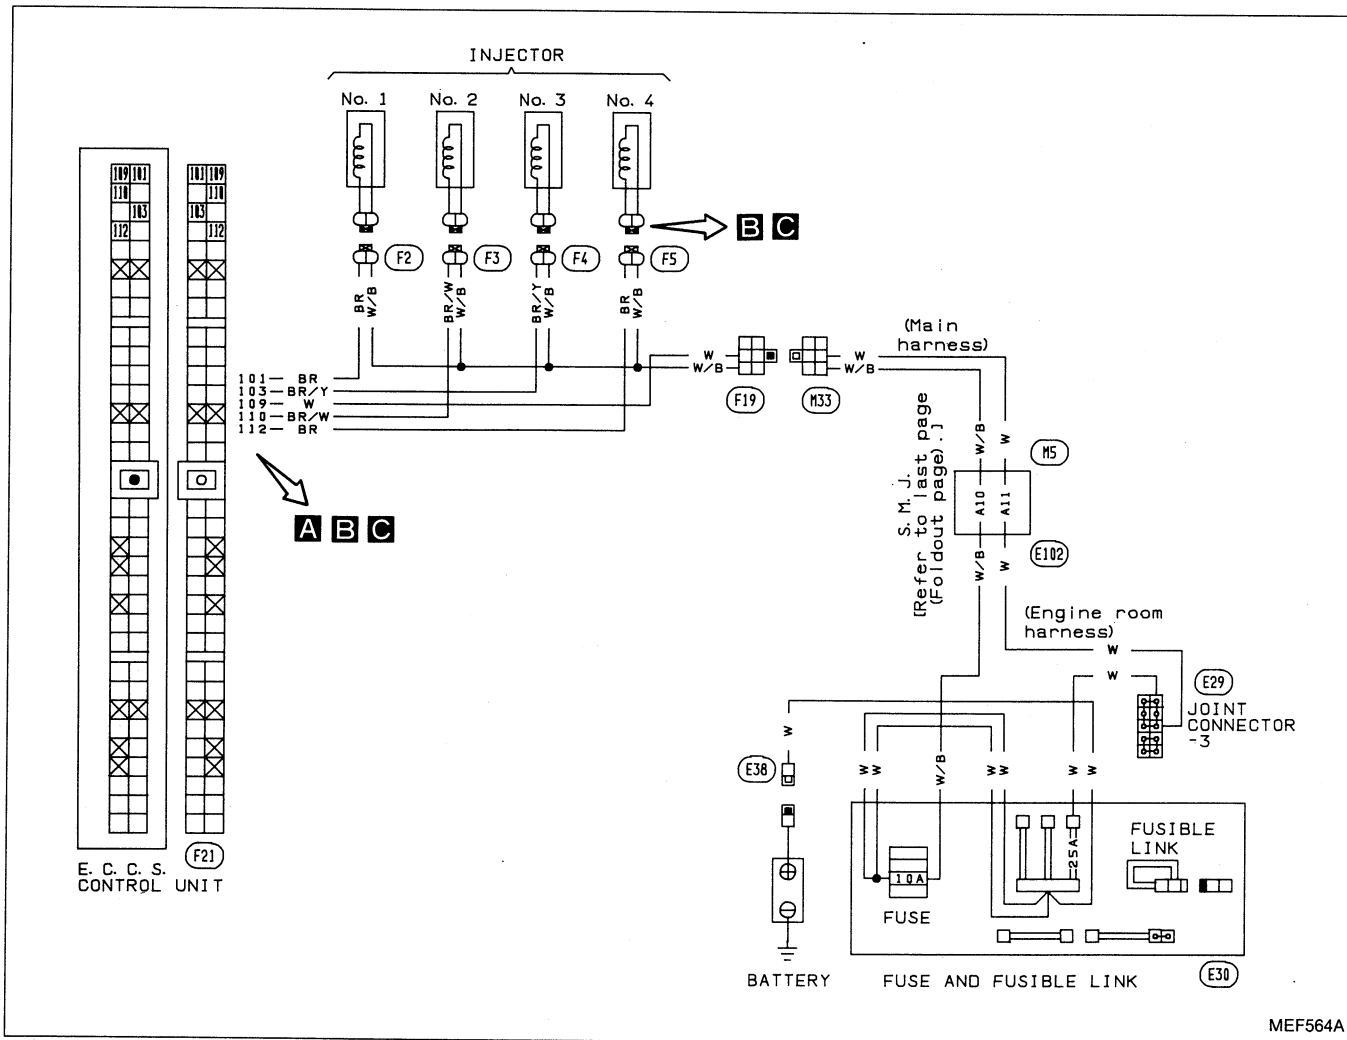 INJECTOR
No. 1 No. 2 No. 3 No. 4
109 101 101 109
110 110
103 103
112 112
B C
F2 F3 F4 F5
BR W/B BR/W W/B BR/Y W/B BR W/B
(Main
harness)
101 BR
103 BR/Y
109 W
110 BR/W
112 BR
W W
W/B W/B
F19 M33
A B C
S. M. J.
[Refer to last page
(Foldout page).]
W/B W
M5
A10 A11
E102
W/B W
(Engine room
harness)
W
W
E29
JOINT
CONNECTOR
-3
W
E38
W W W/B W W W W
FUSIBLE
LINK
25A
10A
FUSE
E. C. C. S.
CONTROL UNIT
F21
BATTERY
FUSE AND FUSIBLE LINK
E30
MEF564A